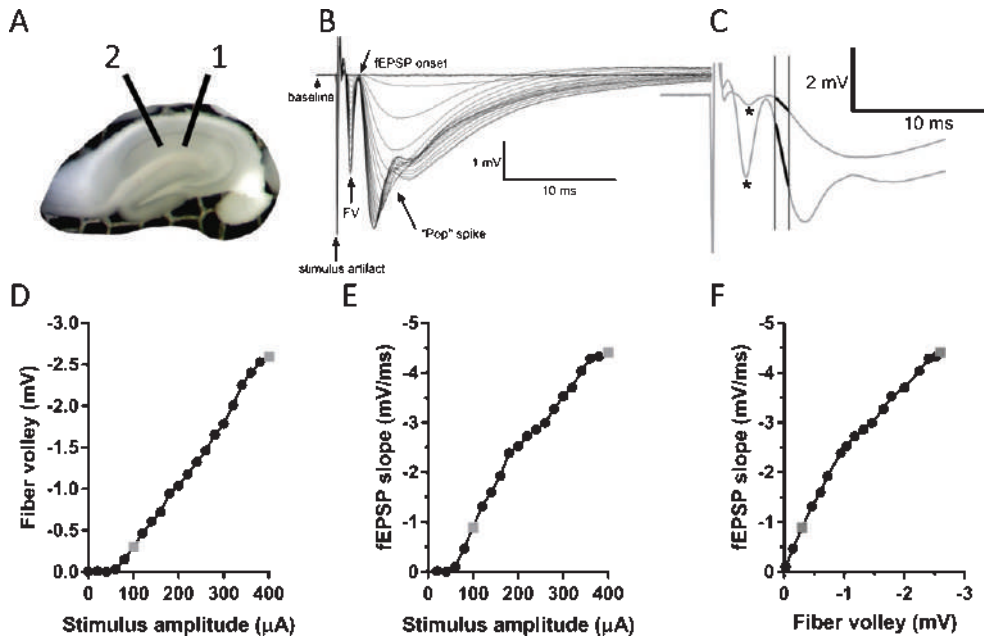 A
2 1
B
fEPSP onset
baseline
FV
"Pop" spike
stimulus artifact
1 mV
10 ms
C
2 mV
10 ms
*
*
D
Fiber volley (mV)
-3.0
-2.5
-2.0
-1.5
-1.0
-0.5
0.0
0 100 200 300 400
Stimulus amplitude (µA)
E
fEPSP slope (mV/ms)
-5
-4
-3
-2
-1
0
0 100 200 300 400
Stimulus amplitude (µA)
F
fEPSP slope (mV/ms)
-5
-4
-3
-2
-1
0
0 -1 -2 -3
Fiber volley (mV)